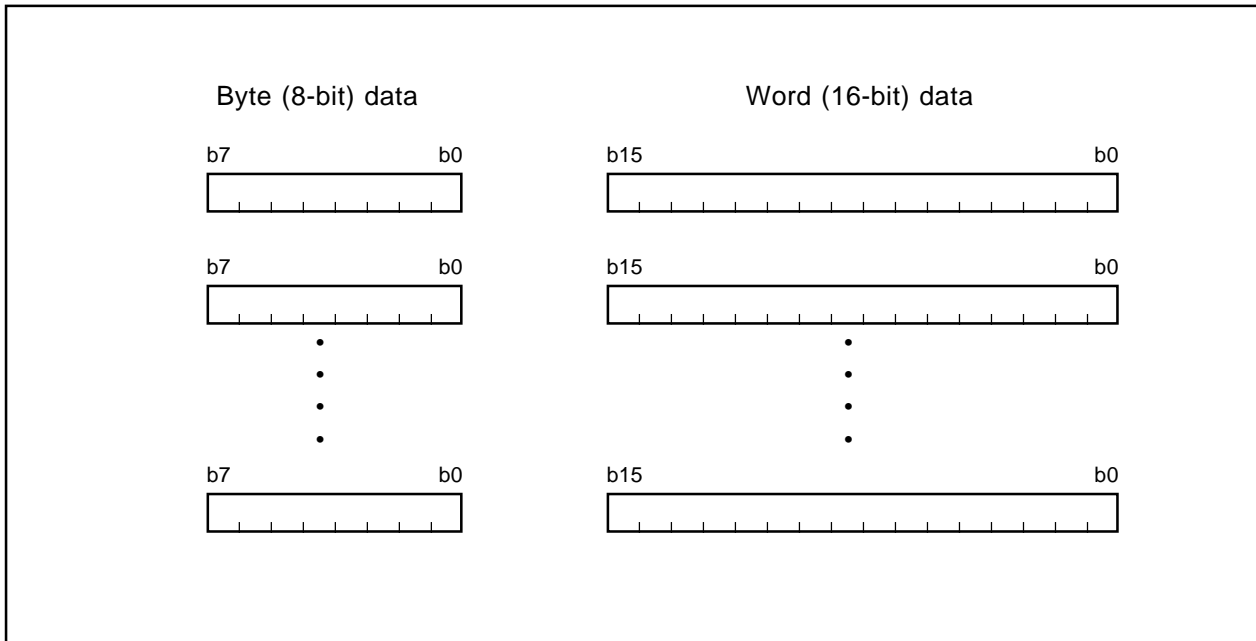 Byte (8-bit) data
Word (16-bit) data
b7 b0
b15 b0
b7 b0
b15 b0
b7 b0
b15 b0